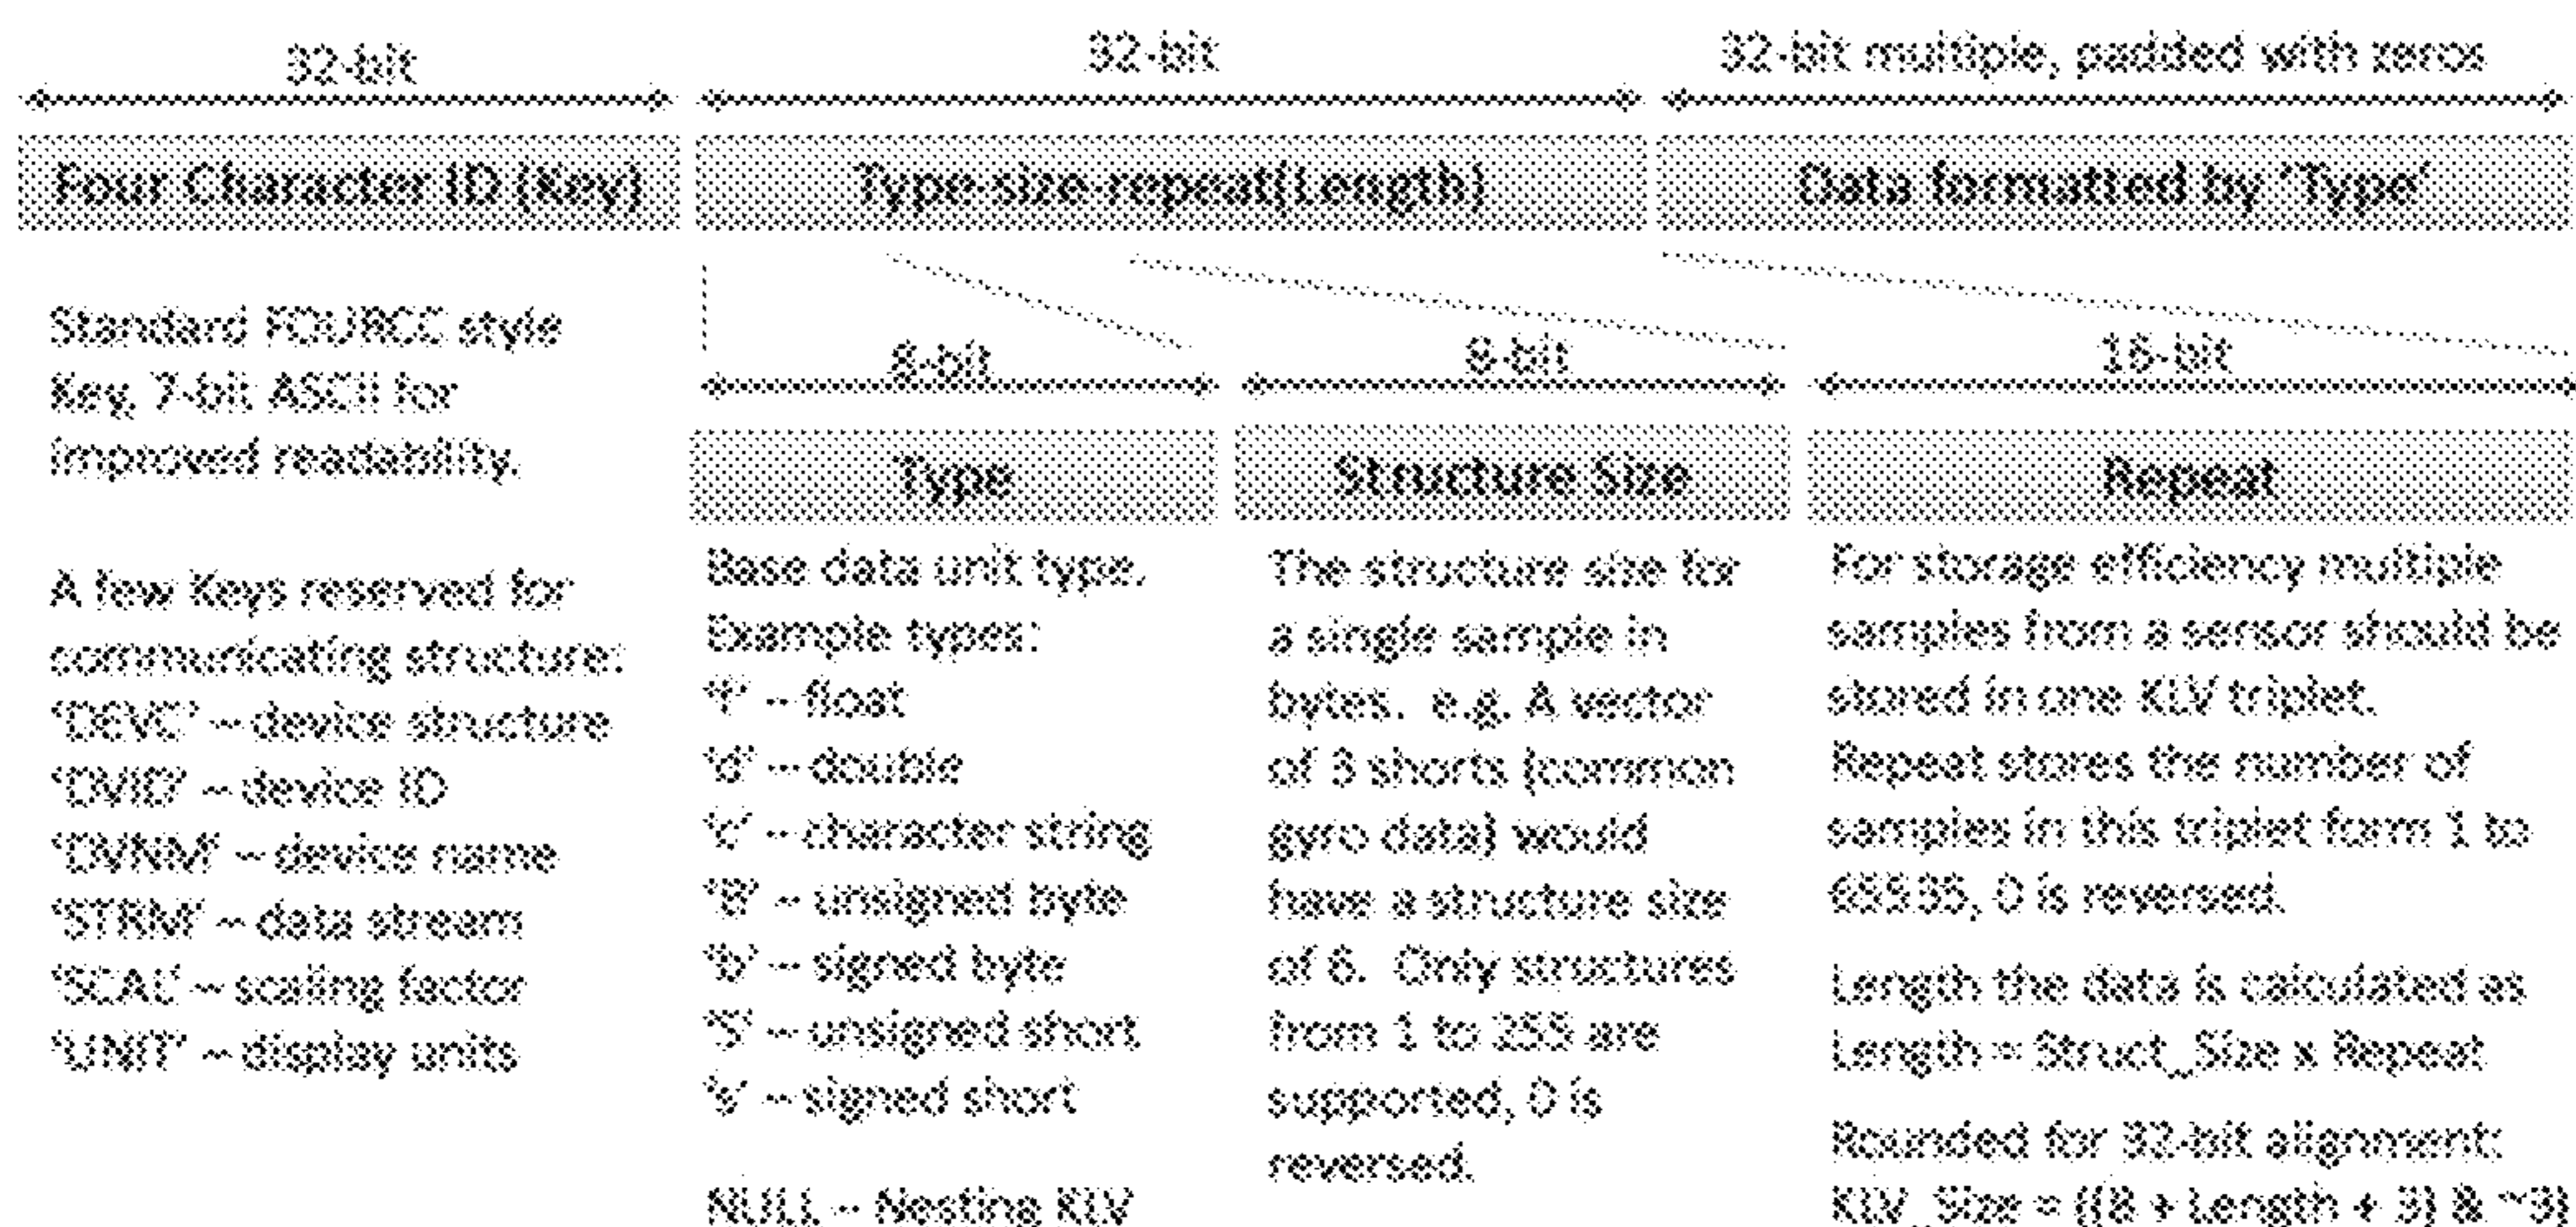 32-bit
32-bit
32-bit multiple, padded with zeros
Four Character ID (Key)
Type-size-repeat(Length)
Data formatted by 'Type'
Standard FOURCC style
Key, 7-bit ASCII for
improved readability.
A few Keys reserved for
communicating structure:
'DEVC' – device structure
'DVID' – device ID
'DVNM' – device name
'STRM' – data stream
'SCAL' – scaling factor
'UNIT' – display units
8-bit
Type
Base data unit type.
Example types:
'f' – float
'd' – double
'c' – character string
'B' – unsigned byte
'b' – signed byte
'S' – unsigned short
's' – signed short
NULL – Nesting KLV
8-bit
Structure Size
The structure size for
a single sample in
bytes. e.g. A vector
of 3 shorts (common
gyro data) would
have a structure size
of 6. Only structures
from 1 to 255 are
supported, 0 is
reversed.
16-bit
Repeat
For storage efficiency multiple
samples from a sensor should be
stored in one KLV triplet.
Repeat stores the number of
samples in this triplet form 1 to
65535, 0 is reversed.
Length the data is calculated as
Length = Struct_Size x Repeat
Rounded for 32-bit alignment:
KLV_Size = ((8 + Length + 3) & ~3)